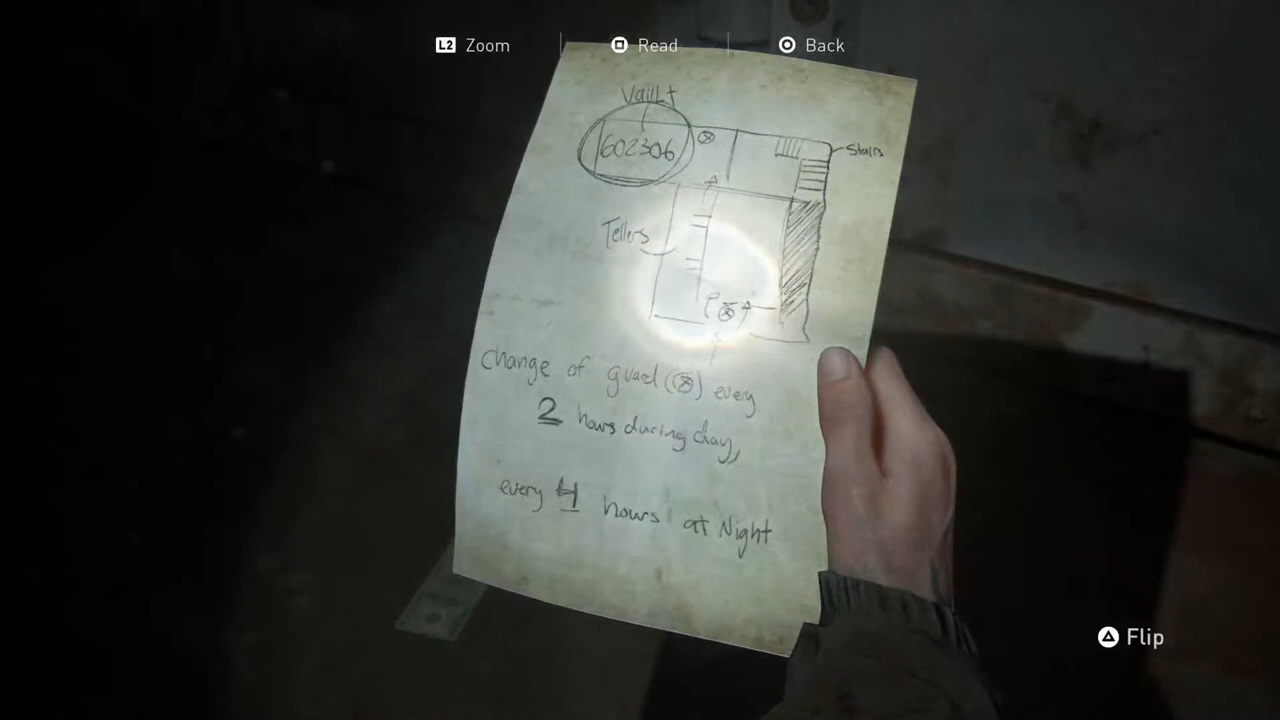 L2 Zoom
Read
Back
Vault
602306
Stairs
Tellers
Change of guard (⊗) every
2 hours during day,
every 4 hours at Night
Flip